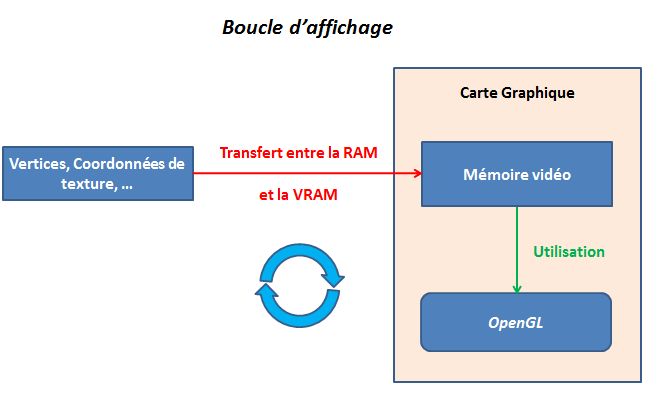 Boucle d’affichage
Carte Graphique
Vertices, Coordonnées de
texture, ...
Transfert entre la RAM
et la VRAM
Mémoire vidéo
Utilisation
OpenGL